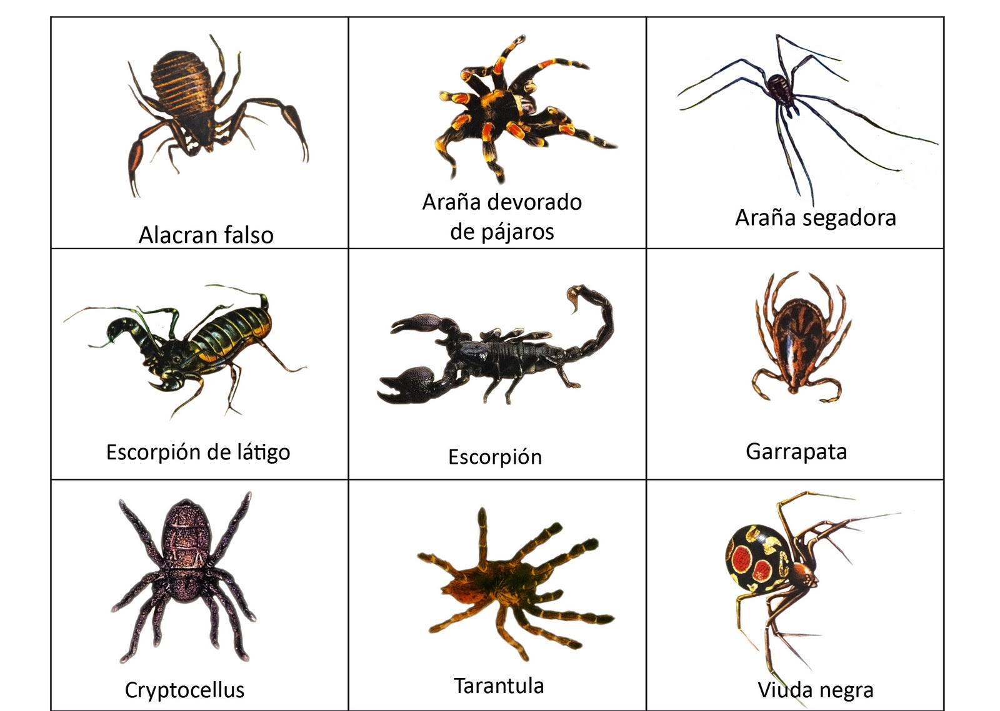 Alacran falso
Araña devorado
de pájaros
Araña segadora
Escorpión de látigo
Escorpión
Garrapata
Cryptocellus
Tarantula
Viuda negra